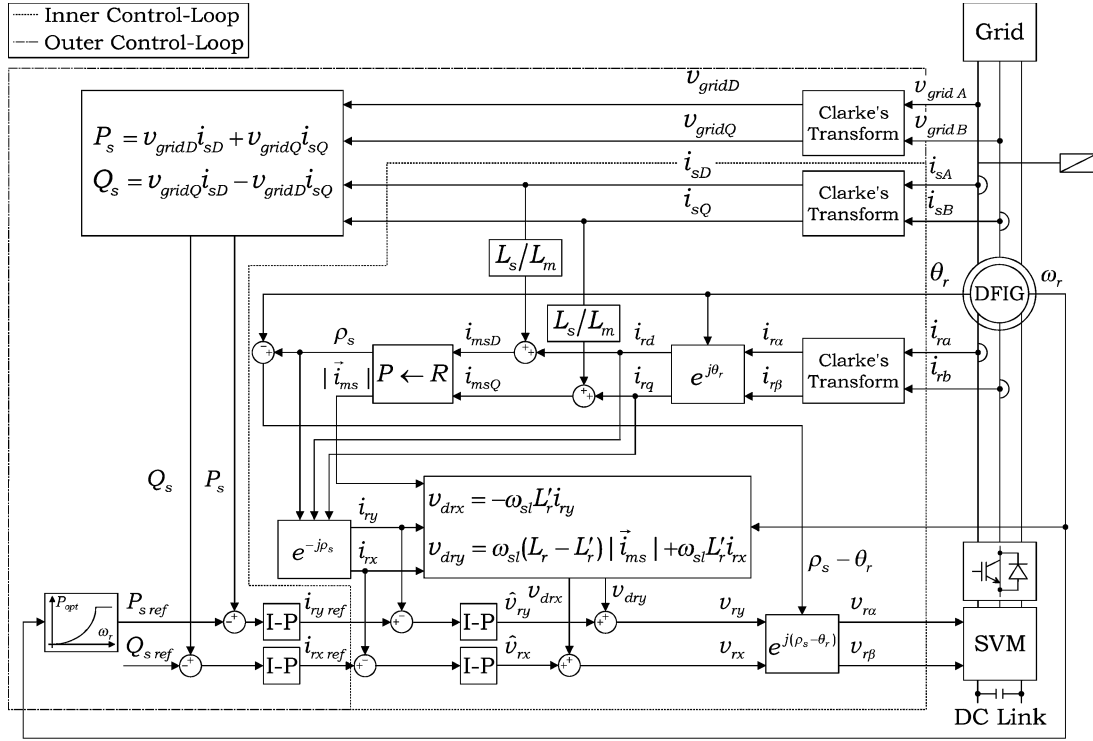 Inner Control-Loop
Outer Control-Loop
Grid
v_gridD
v_gridA
Clarke's
Transform
v_gridQ
v_gridB
P_s = v_gridD i_sD + v_gridQ i_sQ
Q_s = v_gridQ i_sD − v_gridD i_sQ
i_sD
i_sA
Clarke's
Transform
i_sQ
i_sB
L_s/L_m
θ_r
DFIG
ω_r
L_s/L_m
ρ_s
i_msD
i_rd
i_rα
i_ra
- +
+ +
P ← R
e^{jθ_r}
Clarke's
Transform
|i⃗_ms|
i_msQ
i_rq
i_rβ
i_rb
+ +
Q_s
P_s
i_ry
v_drx = −ω_sl L'_r i_ry
e^{−jρ_s}
i_rx
v_dry = ω_sl(L_r − L'_r)|i⃗_ms| + ω_sl L'_r i_rx
ρ_s − θ_r
v_drx
v_dry
P_opt
ω_r
P_s ref
- +
I-P
i_ry ref
+ −
I-P
v̂_ry
+ +
v_ry
v_rα
e^{j(ρ_s−θ_r)}
SVM
Q_s ref
- +
I-P
i_rx ref
+ −
I-P
v̂_rx
+ +
v_rx
v_rβ
DC Link